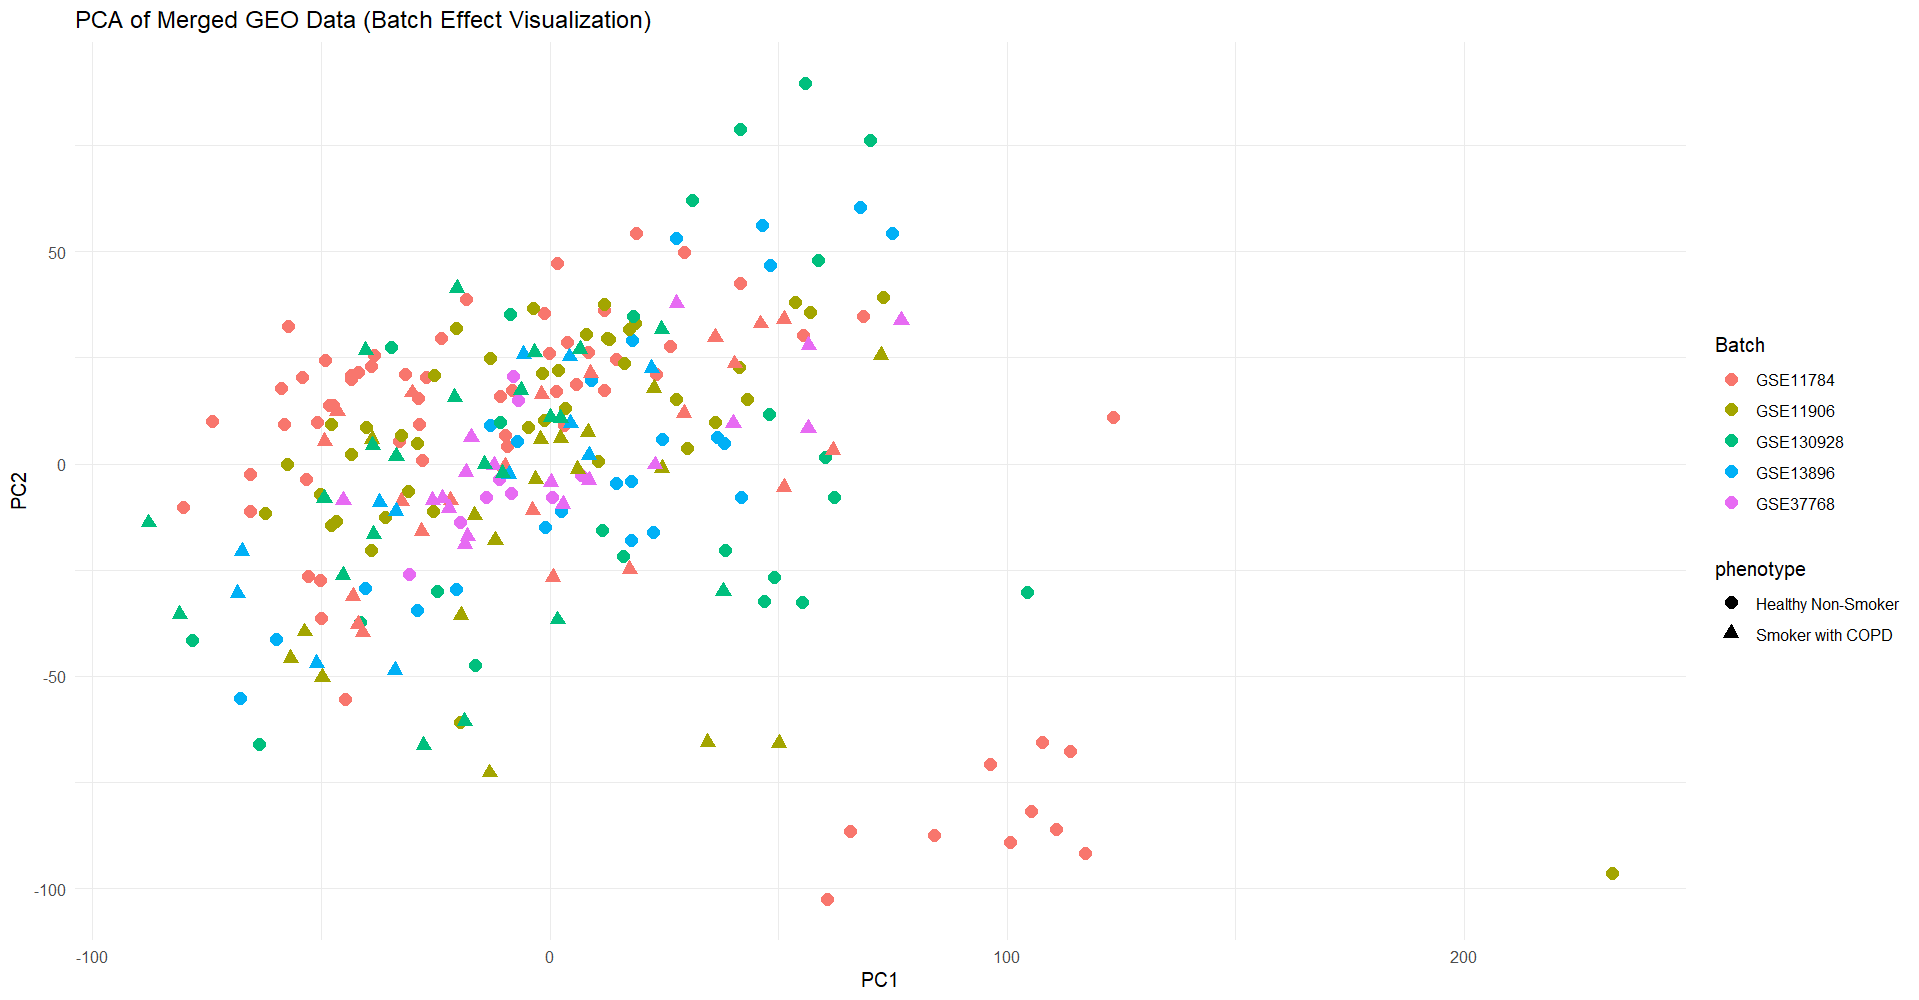 PCA of Merged GEO Data (Batch Effect Visualization)
50
0
-50
-100
PC2
-100
0
100
200
PC1
Batch
GSE11784
GSE11906
GSE130928
GSE13896
GSE37768
phenotype
Healthy Non-Smoker
Smoker with COPD